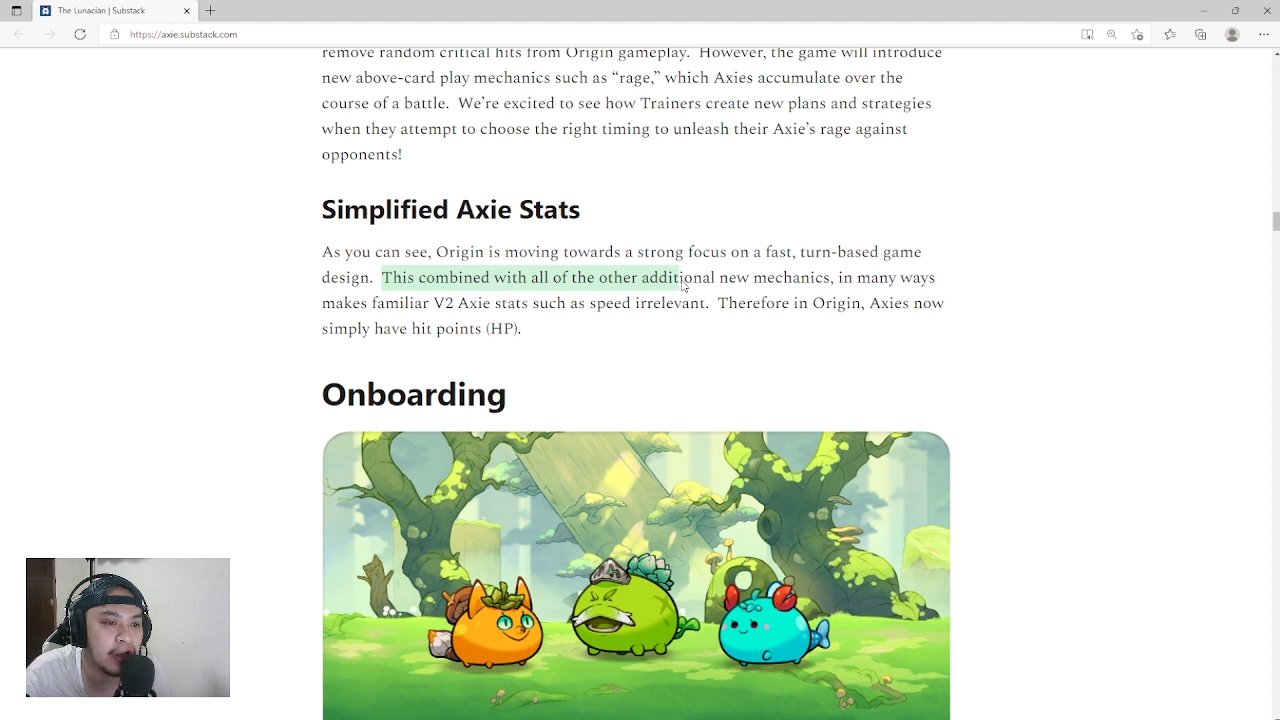 The Lunacian | Substack
https://axie.substack.com
remove random critical hits from Origin gameplay.  However, the game will introduce
new above-card play mechanics such as “rage,” which Axies accumulate over the
course of a battle.  We’re excited to see how Trainers create new plans and strategies
when they attempt to choose the right timing to unleash their Axie’s rage against
opponents!
Simplified Axie Stats
As you can see, Origin is moving towards a strong focus on a fast, turn-based game
design.  This combined with all of the other additional new mechanics, in many ways
makes familiar V2 Axie stats such as speed irrelevant.  Therefore in Origin, Axies now
simply have hit points (HP).
Onboarding